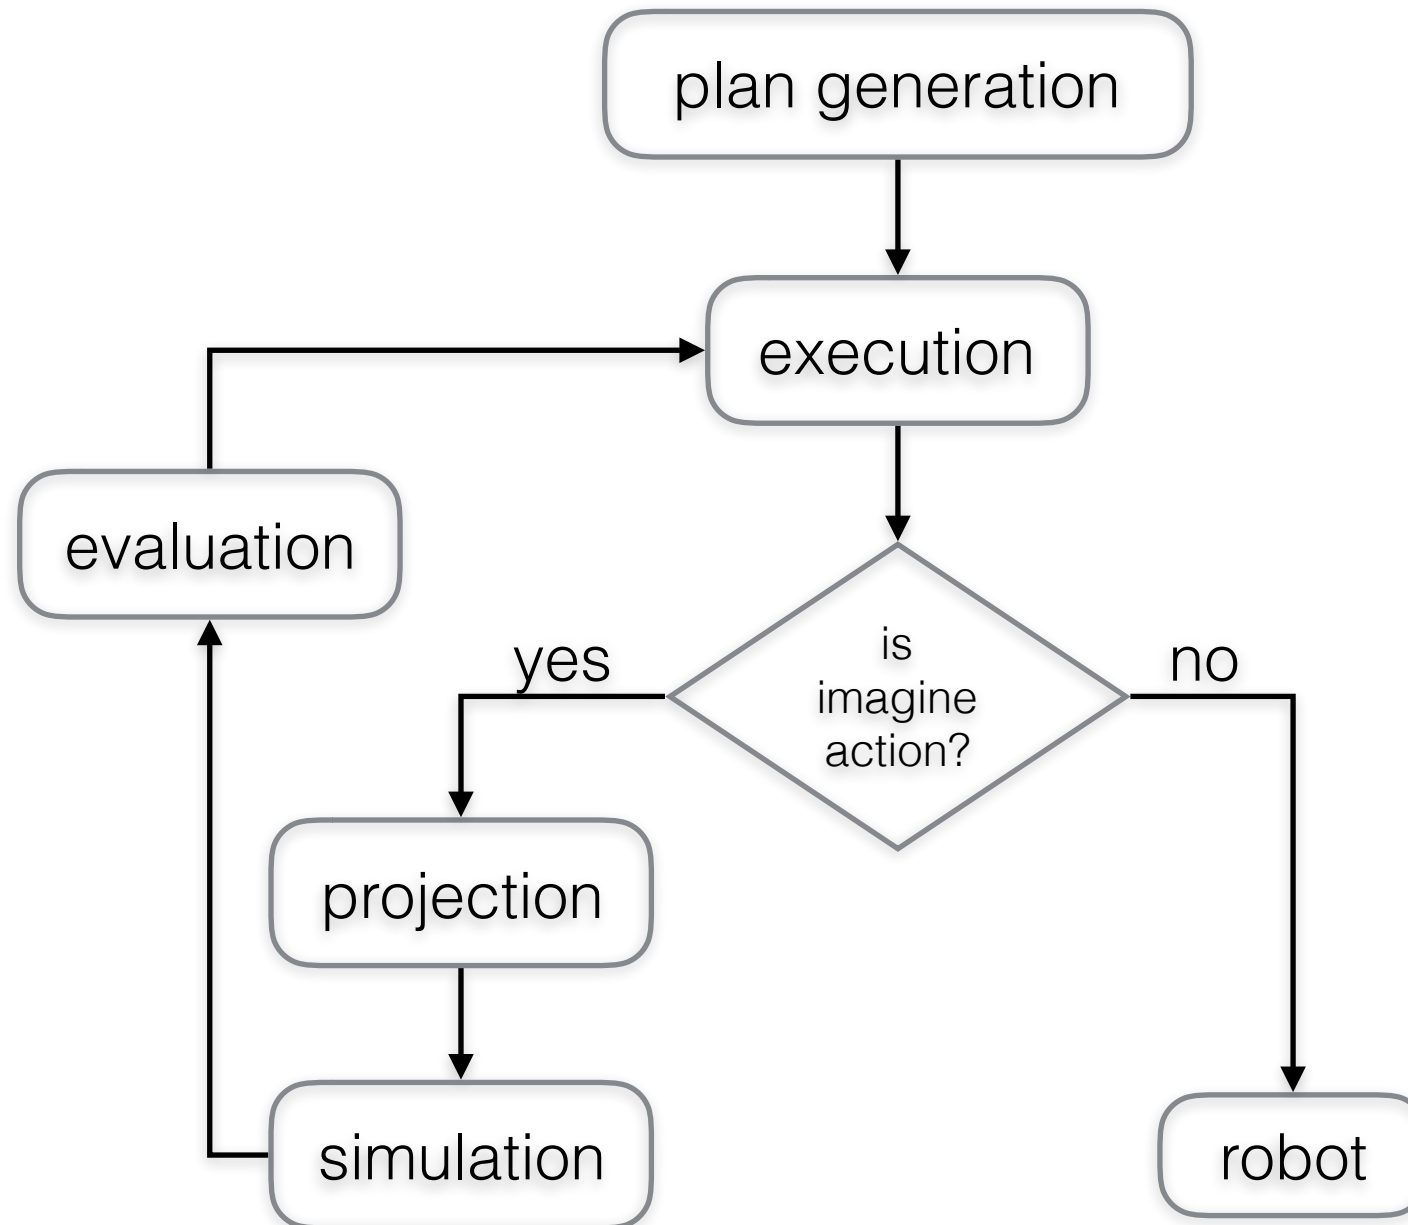 plan generation
execution
evaluation
is
imagine
action?
yes
no
projection
simulation
robot